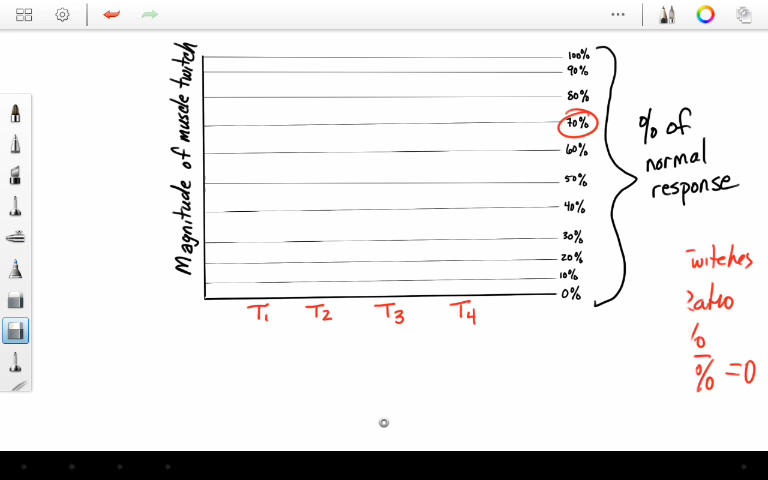 Magnitude of muscle twitch
100%
90%
80%
70%
60%
50%
40%
30%
20%
10%
0%
T1 T2 T3 T4
% of
normal
response
witches
% = 0